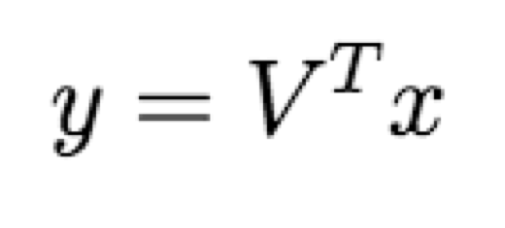 y = V^T x